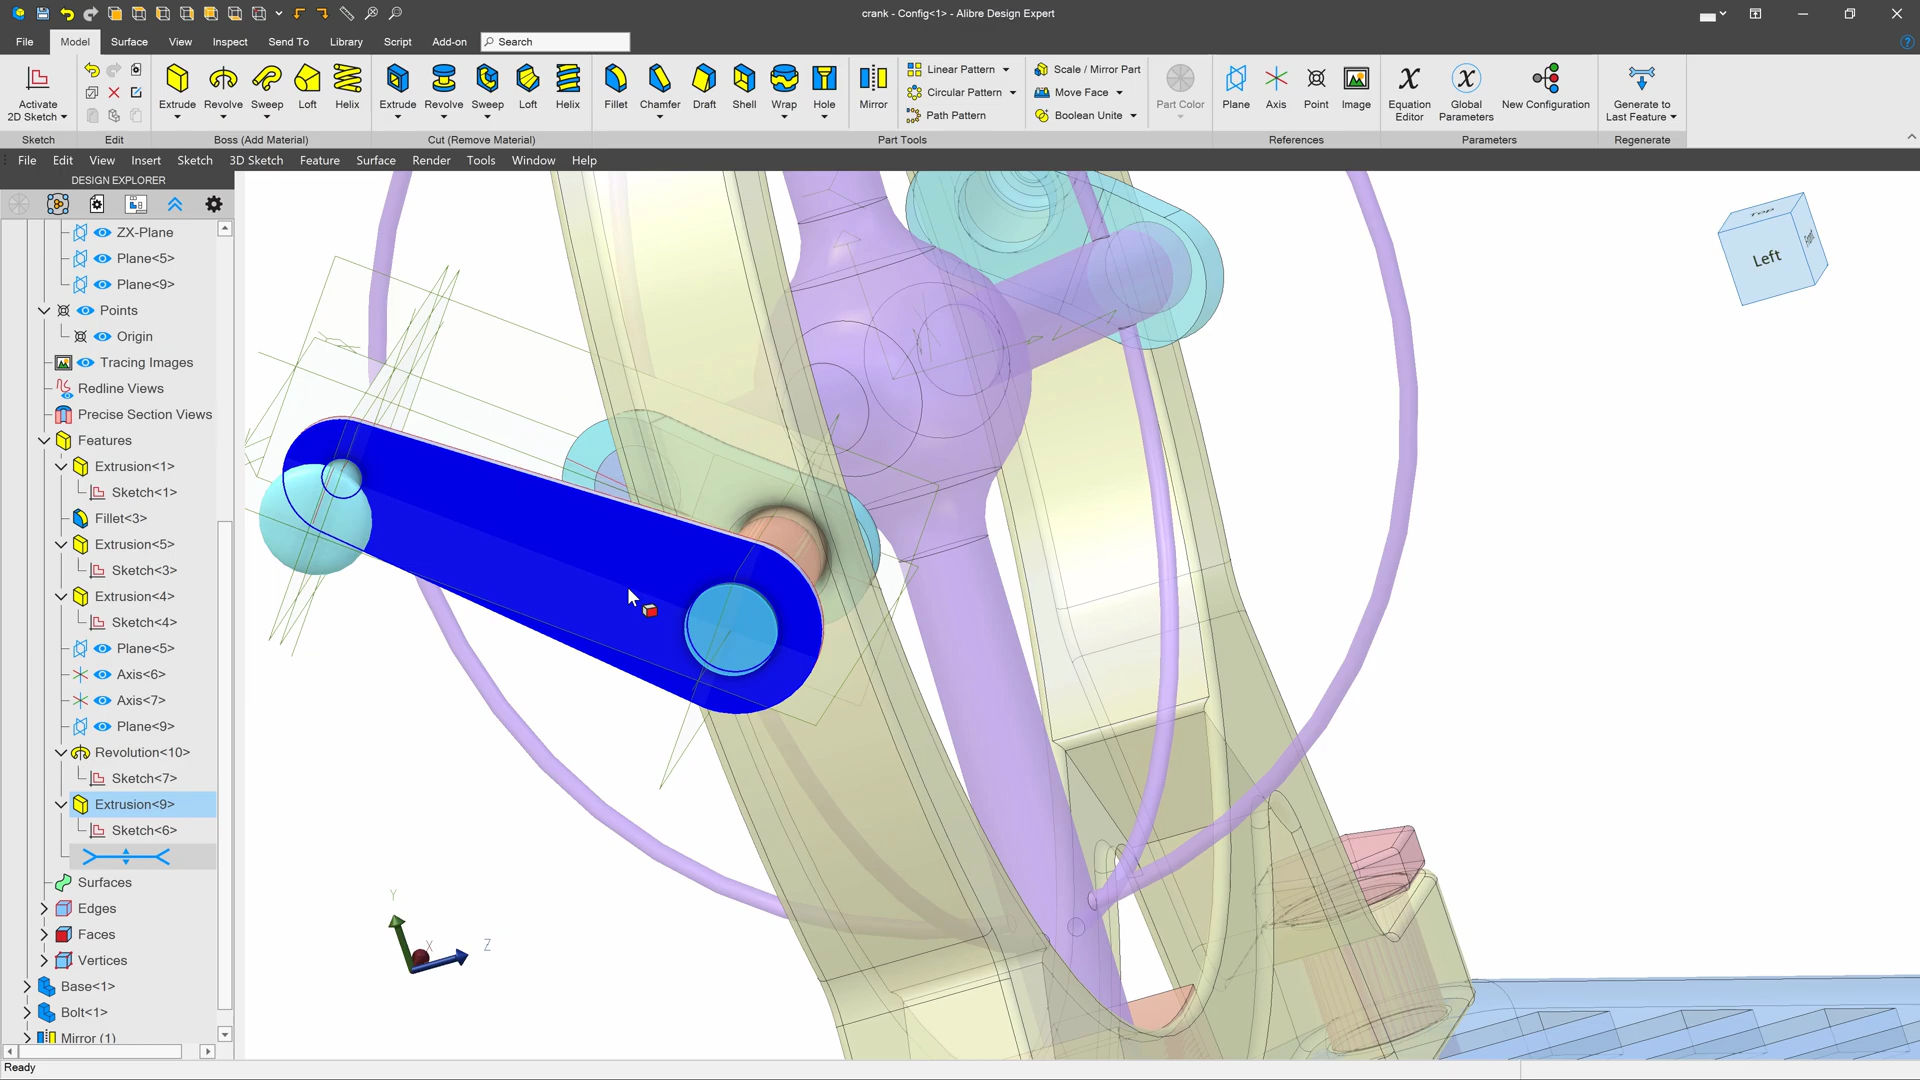 crank - Config<1> - Alibre Design Expert
File Model Surface View Inspect Send To Library Script Add-on Search
Activate 2D Sketch
Extrude Revolve Sweep Loft Helix
Extrude Revolve Sweep Loft Helix
Fillet Chamfer Draft Shell Wrap Hole
Mirror
Linear Pattern
Circular Pattern
Path Pattern
Scale / Mirror Part
Move Face
Boolean Unite
Part Color
Plane Axis Point Image
Equation Editor
Global Parameters
New Configuration
Generate to Last Feature
Sketch Edit Boss (Add Material) Cut (Remove Material) Part Tools References Parameters Regenerate
File Edit View Insert Sketch 3D Sketch Feature Surface Render Tools Window Help
DESIGN EXPLORER
ZX-Plane
Plane<5>
Plane<9>
Points
Origin
Tracing Images
Redline Views
Precise Section Views
Features
Extrusion<1>
Sketch<1>
Fillet<3>
Extrusion<5>
Sketch<3>
Extrusion<4>
Sketch<4>
Plane<5>
Axis<6>
Axis<7>
Plane<9>
Revolution<10>
Sketch<7>
Extrusion<9>
Sketch<6>
Surfaces
Edges
Faces
Vertices
Base<1>
Bolt<1>
Mirror (1)
Top
Left
Front
Y
X
Z
Ready